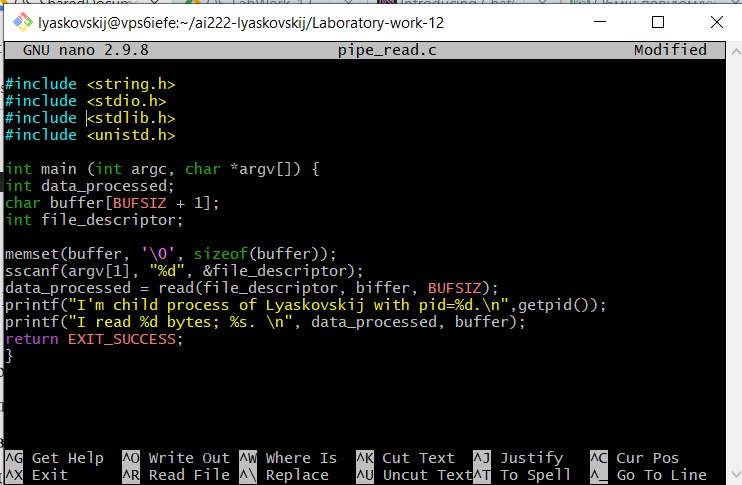 lyaskovskij@vps6iefe:~/ai222-lyaskovskij/Laboratory-work-12
GNU nano 2.9.8 pipe_read.c Modified
#include <string.h>
#include <stdio.h>
#include <stdlib.h>
#include <unistd.h>
int main (int argc, char *argv[]) {
int data_processed;
char buffer[BUFSIZ + 1];
int file_descriptor;
memset(buffer, '\0', sizeof(buffer));
sscanf(argv[1], "%d", &file_descriptor);
data_processed = read(file_descriptor, biffer, BUFSIZ);
printf("I'm child process of Lyaskovskij with pid=%d.\n",getpid());
printf("I read %d bytes; %s. \n", data_processed, buffer);
return EXIT_SUCCESS;
}
^G Get Help ^O Write Out ^W Where Is ^K Cut Text ^J Justify ^C Cur Pos
^X Exit ^R Read File ^\ Replace ^U Uncut Text ^T To Spell ^_ Go To Line